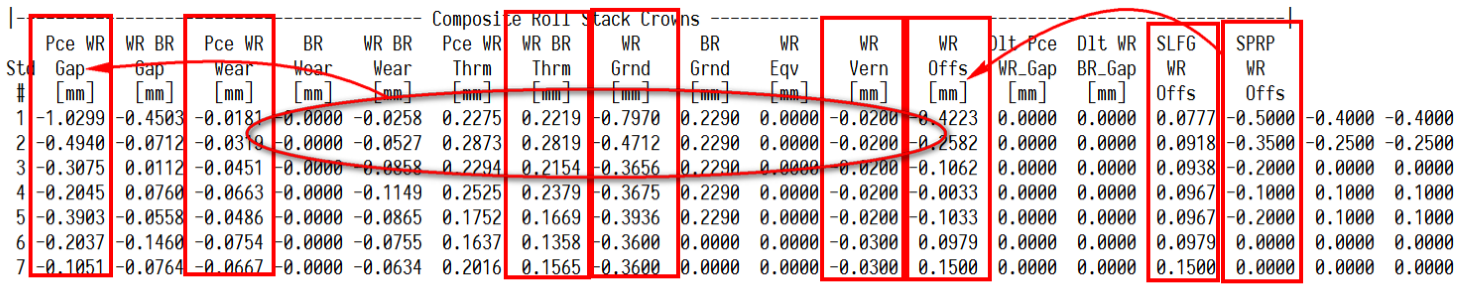 |----------------------------------------- Composite Roll Stack Crowns -----------------------------------------------------------|
Pce WR WR BR Pce WR BR WR BR Pce WR WR BR WR BR WR WR WR Dlt Pce Dlt WR SLFG SPRP
Std Gap Gap Wear Wear Wear Thrm Thrm Grnd Grnd Eqv Vern Offs WR_Gap BR_Gap WR WR
# [mm] [mm] [mm] [mm] [mm] [mm] [mm] [mm] [mm] [mm] [mm] [mm] [mm] [mm] Offs Offs
1 -1.0299 -0.4503 -0.0181 -0.0000 -0.0258 0.2275 0.2219 -0.7970 0.2290 0.0000 -0.0200 -0.4223 0.0000 0.0000 0.0777 -0.5000 -0.4000 -0.4000
2 -0.4940 -0.0712 -0.0319 -0.0000 -0.0527 0.2873 0.2819 -0.4712 0.2290 0.0000 -0.0200 -0.2582 0.0000 0.0000 0.0918 -0.3500 -0.2500 -0.2500
3 -0.3075 0.0112 -0.0451 -0.0000 -0.0858 0.2294 0.2154 -0.3656 0.2290 0.0000 -0.0200 -0.1062 0.0000 0.0000 0.0938 -0.2000 0.0000 0.0000
4 -0.2045 0.0760 -0.0663 -0.0000 -0.1149 0.2525 0.2379 -0.3675 0.2290 0.0000 -0.0200 -0.0033 0.0000 0.0000 0.0967 -0.1000 0.1000 0.1000
5 -0.3903 -0.0558 -0.0486 -0.0000 -0.0865 0.1752 0.1669 -0.3936 0.2290 0.0000 -0.0200 -0.1033 0.0000 0.0000 0.0967 -0.2000 0.1000 0.1000
6 -0.2037 -0.1460 -0.0754 -0.0000 -0.0755 0.1637 0.1358 -0.3600 0.0000 0.0000 -0.0300 0.0979 0.0000 0.0000 0.0979 0.0000 0.0000 0.0000
7 -0.1051 -0.0764 -0.0667 -0.0000 -0.0634 0.2016 0.1565 -0.3600 0.0000 0.0000 -0.0300 0.1500 0.0000 0.0000 0.1500 0.0000 0.0000 0.0000